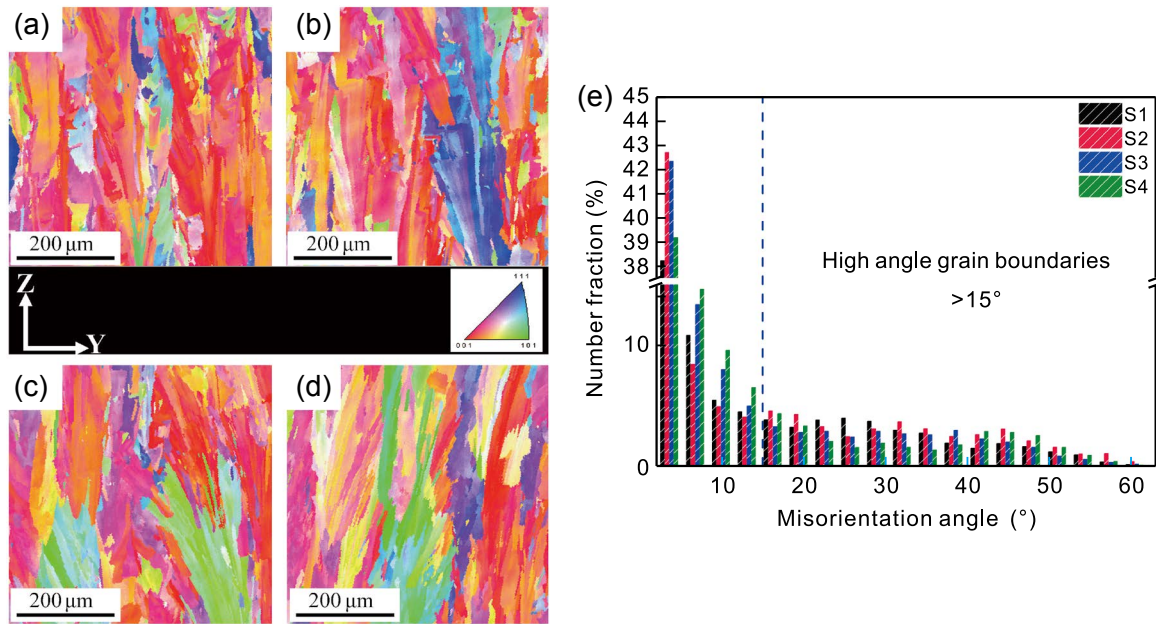 (a)
(b)
200 μm
200 μm
Z
Y
111
001
101
(c)
(d)
200 μm
200 μm
(e)
45
44
43
42
41
40
39
38
10
0
Number fraction (%)
S1
S2
S3
S4
High angle grain boundaries
>15°
10
20
30
40
50
60
Misorientation angle (°)